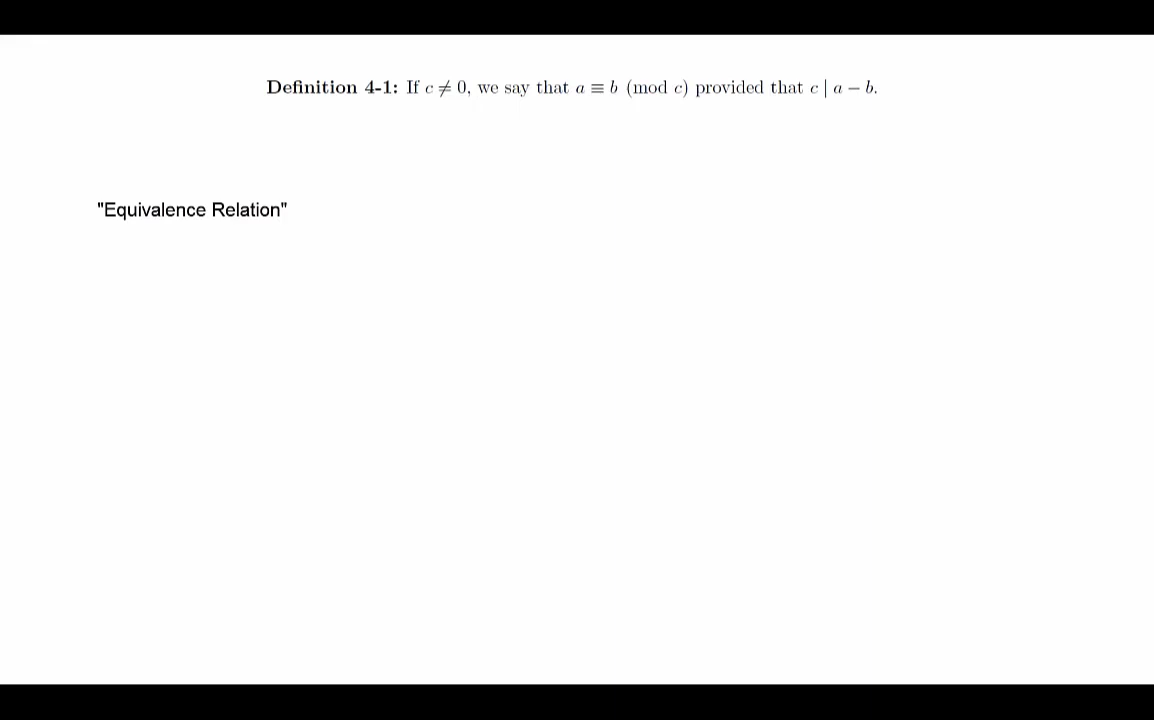 Definition 4-1: If c ≠ 0, we say that a ≡ b (mod c) provided that c | a − b.
"Equivalence Relation"